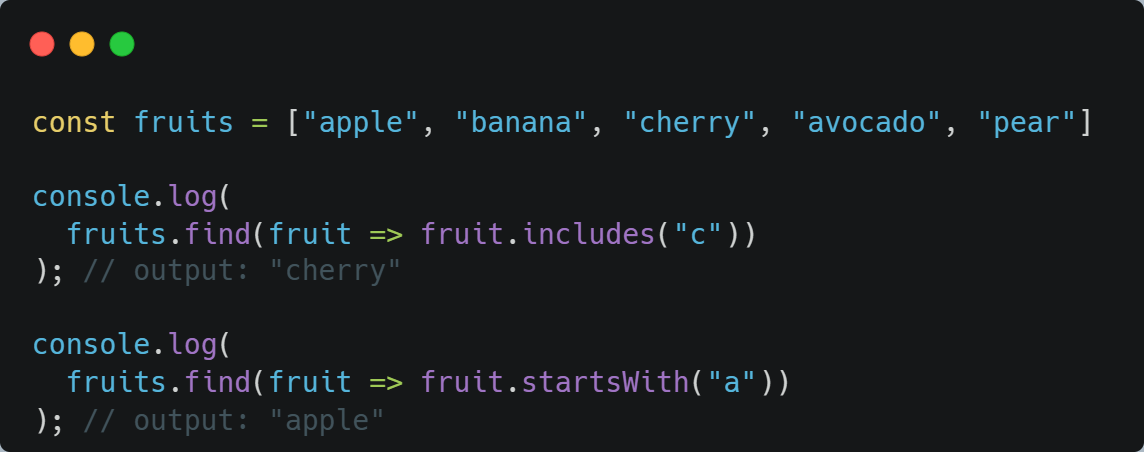 const fruits = ["apple", "banana", "cherry", "avocado", "pear"]
console.log(
  fruits.find(fruit => fruit.includes("c"))
); // output: "cherry"
console.log(
  fruits.find(fruit => fruit.startsWith("a"))
); // output: "apple"